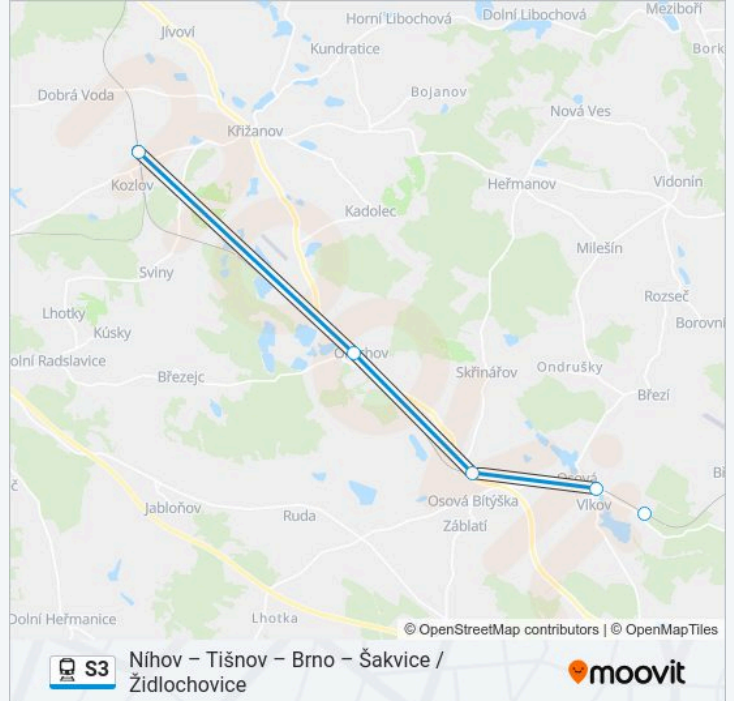 Meziboří
Horní Libochová
Dolní Libochová
Jívoví
Kundratice
Bork
Dobrá Voda
Bojanov
Nová Ves
Křižanov
Kozlov
Heřmanov
Vidonín
Kadolec
Milešín
Sviny
Rozseč
Lhotky
Kúsky
Borovní
olní Radslavice
Březejc
Skřinářov
Ondrušky
Březí
Osová
Bi
č
Jabloňov
Ruda
Osová Bítýška
Vlkov
Záblatí
Dolní Heřmanice
Lhotka
© OpenStreetMap contributors | © OpenMapTiles
S3
Níhov – Tišnov – Brno – Šakvice /
Židlochovice
moovit